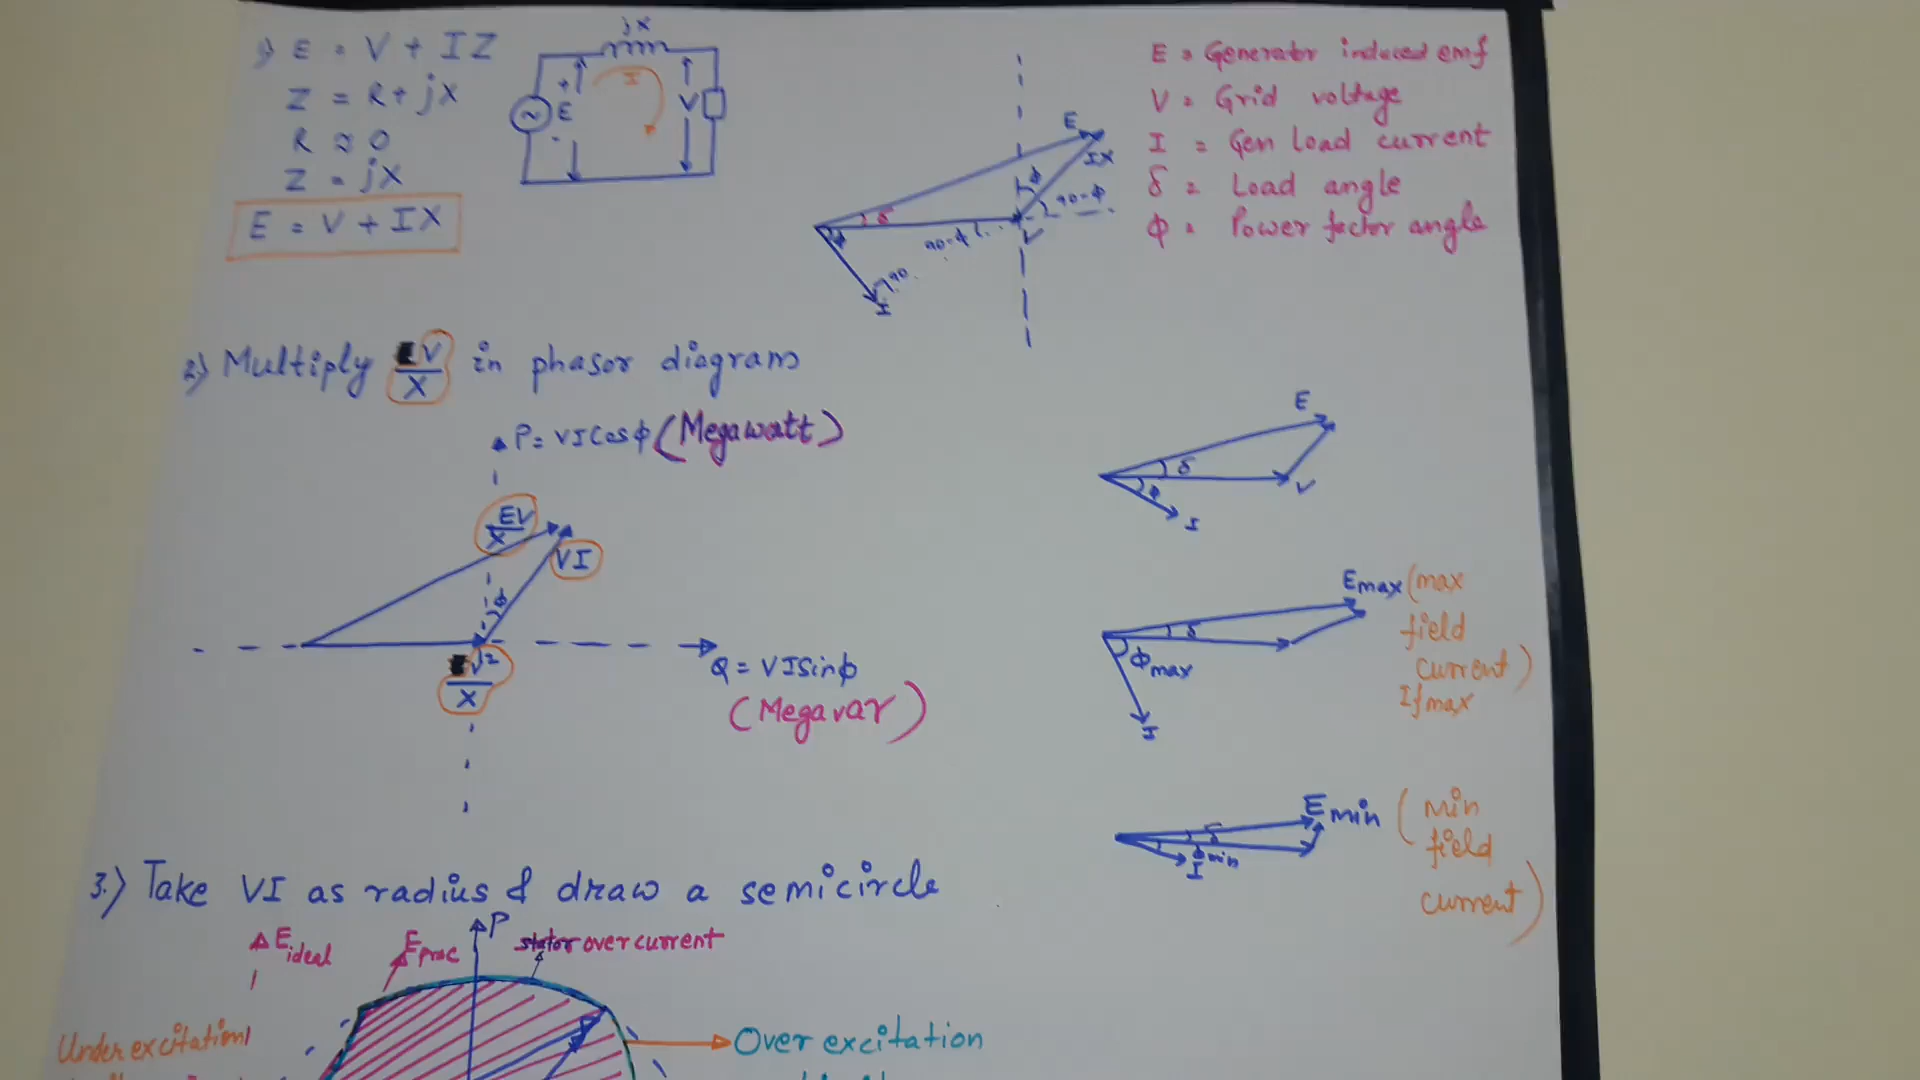 1) E = V + IZ
Z = R + jX
R ≈ 0
Z = jX
E = V + IX
jX
I
+
E
-
V
E
IX
ϕ
90-ϕ
δ
V
90-ϕ
ϕ
90
I
E = Generator induced emf
V = Grid voltage
I = Gen load current
δ = Load angle
ϕ = Power factor angle
2) Multiply V/X in phasor diagram
P = VICosϕ (Megawatt)
EV/X
VI
ϕ
V²/X
Q = VISinϕ
(Megavar)
E
δ
V
ϕ
I
Emax (max
field
current)
Ifmax
δ
ϕmax
I
Emin (min
field
current)
δ
ϕmin
I
3.) Take VI as radius & draw a semicircle
Eideal
Eprac
P
stator over current
Under excitation
Over excitation